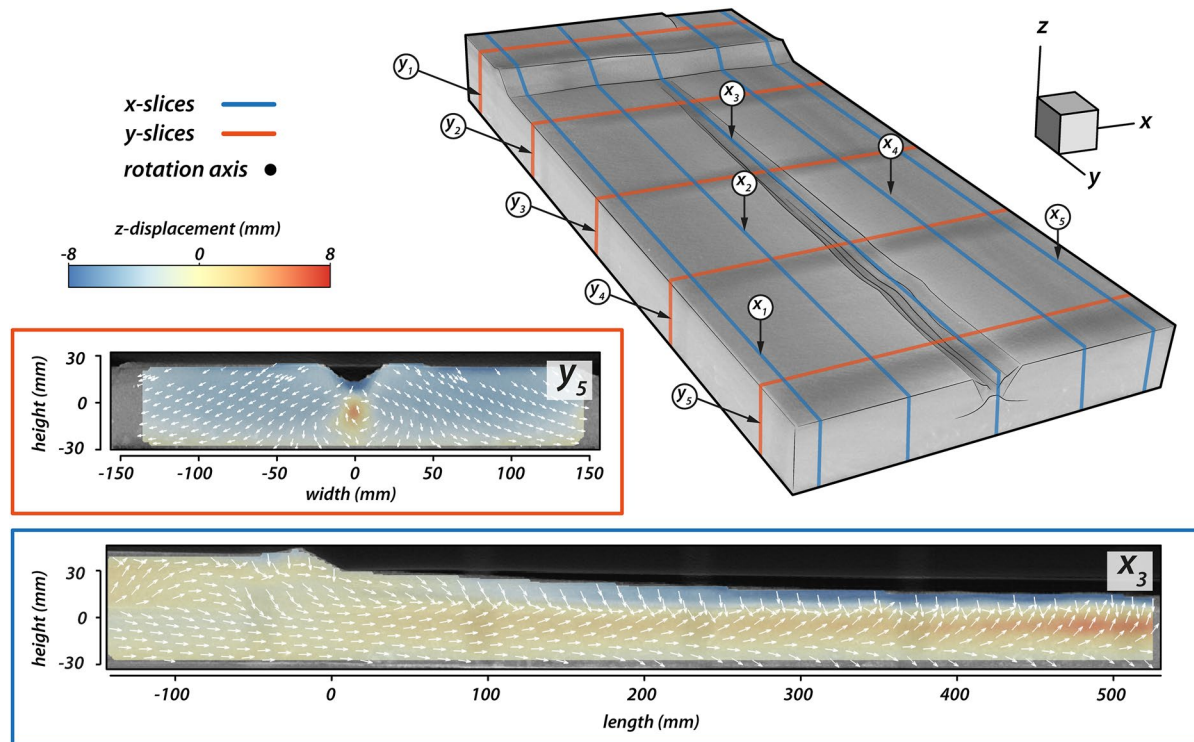 x-slices
y-slices
rotation axis
z-displacement (mm)
-8 0 8
y1
y2
y3
y4
y5
x1
x2
x3
x4
x5
z
x
y
y5
height (mm)
30
0
-30
-150 -100 -50 0 50 100 150
width (mm)
x3
height (mm)
30
0
-30
-100 0 100 200 300 400 500
length (mm)